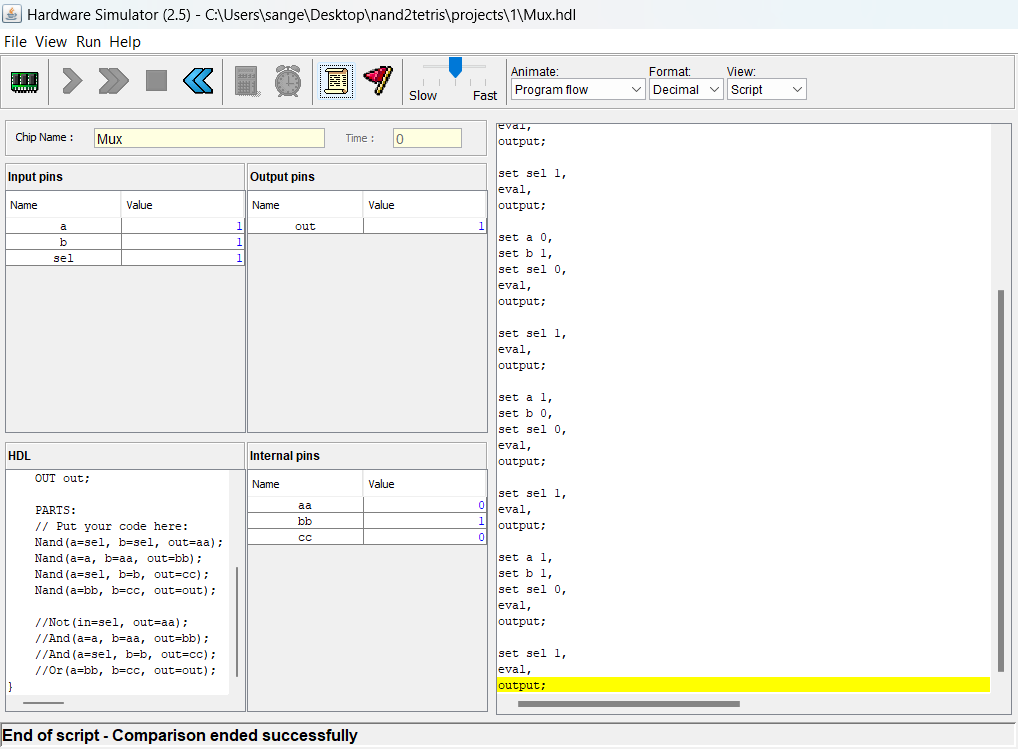 Hardware Simulator (2.5) - C:\Users\sange\Desktop\nand2tetris\projects\1\Mux.hdl
File View Run Help
Slow Fast
Animate: Format: View:
Program flow Decimal Script
Chip Name : Mux Time : 0
Input pins
Name Value
a 1
b 1
sel 1
Output pins
Name Value
out 1
HDL
OUT out;
PARTS:
// Put your code here:
Nand(a=sel, b=sel, out=aa);
Nand(a=a, b=aa, out=bb);
Nand(a=sel, b=b, out=cc);
Nand(a=bb, b=cc, out=out);
//Not(in=sel, out=aa);
//And(a=a, b=aa, out=bb);
//And(a=sel, b=b, out=cc);
//Or(a=bb, b=cc, out=out);
}
Internal pins
Name Value
aa 0
bb 1
cc 0
eval,
output;
set sel 1,
eval,
output;
set a 0,
set b 1,
set sel 0,
eval,
output;
set sel 1,
eval,
output;
set a 1,
set b 0,
set sel 0,
eval,
output;
set sel 1,
eval,
output;
set a 1,
set b 1,
set sel 0,
eval,
output;
set sel 1,
eval,
output;
End of script - Comparison ended successfully